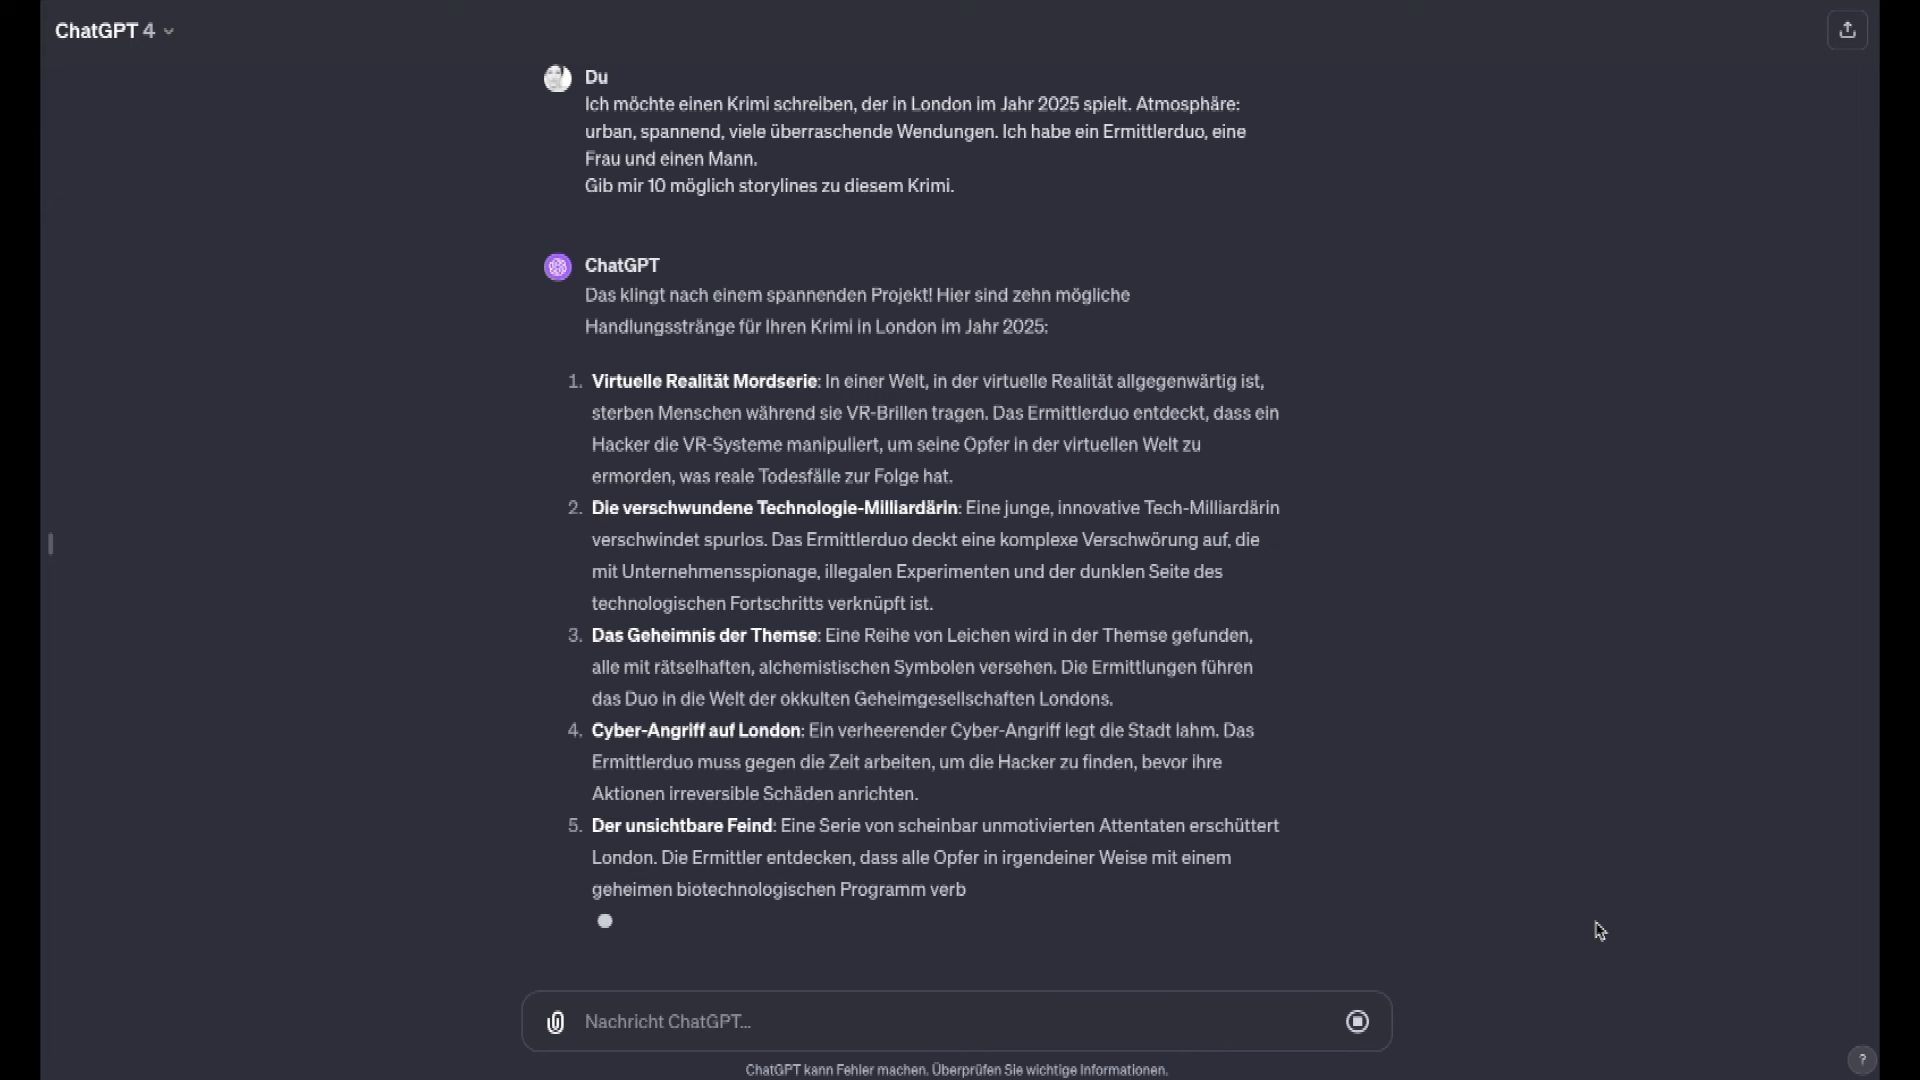 ChatGPT 4
Du
Ich möchte einen Krimi schreiben, der in London im Jahr 2025 spielt. Atmosphäre:
urban, spannend, viele überraschende Wendungen. Ich habe ein Ermittlerduo, eine
Frau und einen Mann.
Gib mir 10 möglich storylines zu diesem Krimi.
ChatGPT
Das klingt nach einem spannenden Projekt! Hier sind zehn mögliche
Handlungsstränge für Ihren Krimi in London im Jahr 2025:
1. Virtuelle Realität Mordserie: In einer Welt, in der virtuelle Realität allgegenwärtig ist,
sterben Menschen während sie VR-Brillen tragen. Das Ermittlerduo entdeckt, dass ein
Hacker die VR-Systeme manipuliert, um seine Opfer in der virtuellen Welt zu
ermorden, was reale Todesfälle zur Folge hat.
2. Die verschwundene Technologie-Milliardärin: Eine junge, innovative Tech-Milliardärin
verschwindet spurlos. Das Ermittlerduo deckt eine komplexe Verschwörung auf, die
mit Unternehmensspionage, illegalen Experimenten und der dunklen Seite des
technologischen Fortschritts verknüpft ist.
3. Das Geheimnis der Themse: Eine Reihe von Leichen wird in der Themse gefunden,
alle mit rätselhaften, alchemistischen Symbolen versehen. Die Ermittlungen führen
das Duo in die Welt der okkulten Geheimgesellschaften Londons.
4. Cyber-Angriff auf London: Ein verheerender Cyber-Angriff legt die Stadt lahm. Das
Ermittlerduo muss gegen die Zeit arbeiten, um die Hacker zu finden, bevor ihre
Aktionen irreversible Schäden anrichten.
5. Der unsichtbare Feind: Eine Serie von scheinbar unmotivierten Attentaten erschüttert
London. Die Ermittler entdecken, dass alle Opfer in irgendeiner Weise mit einem
geheimen biotechnologischen Programm verb
Nachricht ChatGPT...
ChatGPT kann Fehler machen. Überprüfen Sie wichtige Informationen.
?